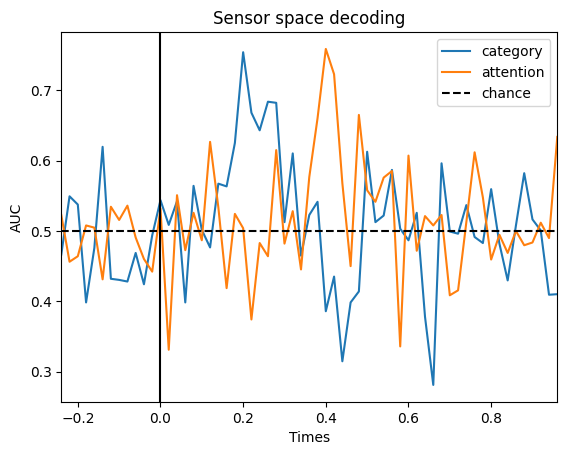 Sensor space decoding
category
attention
chance
AUC
0.7
0.6
0.5
0.4
0.3
−0.2
0.0
0.2
0.4
0.6
0.8
Times